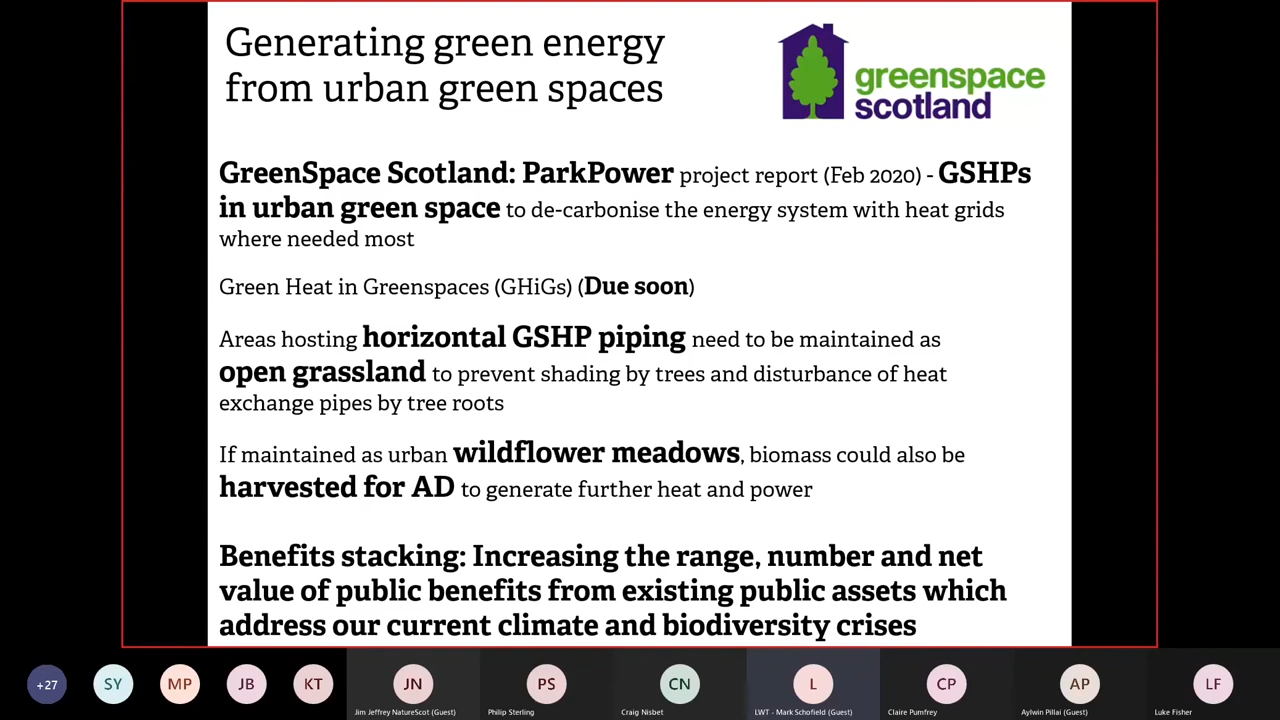 Generating green energy
from urban green spaces
greenspace
scotland
GreenSpace Scotland: ParkPower project report (Feb 2020) - GSHPs
in urban green space to de-carbonise the energy system with heat grids
where needed most
Green Heat in Greenspaces (GHiGs) (Due soon)
Areas hosting horizontal GSHP piping need to be maintained as
open grassland to prevent shading by trees and disturbance of heat
exchange pipes by tree roots
If maintained as urban wildflower meadows, biomass could also be
harvested for AD to generate further heat and power
Benefits stacking: Increasing the range, number and net
value of public benefits from existing public assets which
address our current climate and biodiversity crises
+27 SY MP JB KT JN PS CN L CP AP LF
Jim Jeffrey NatureScot (Guest) Philip Sterling Craig Nisbet LWT - Mark Schofield (Guest) Claire Pumfrey Aylwin Pillai (Guest) Luke Fisher